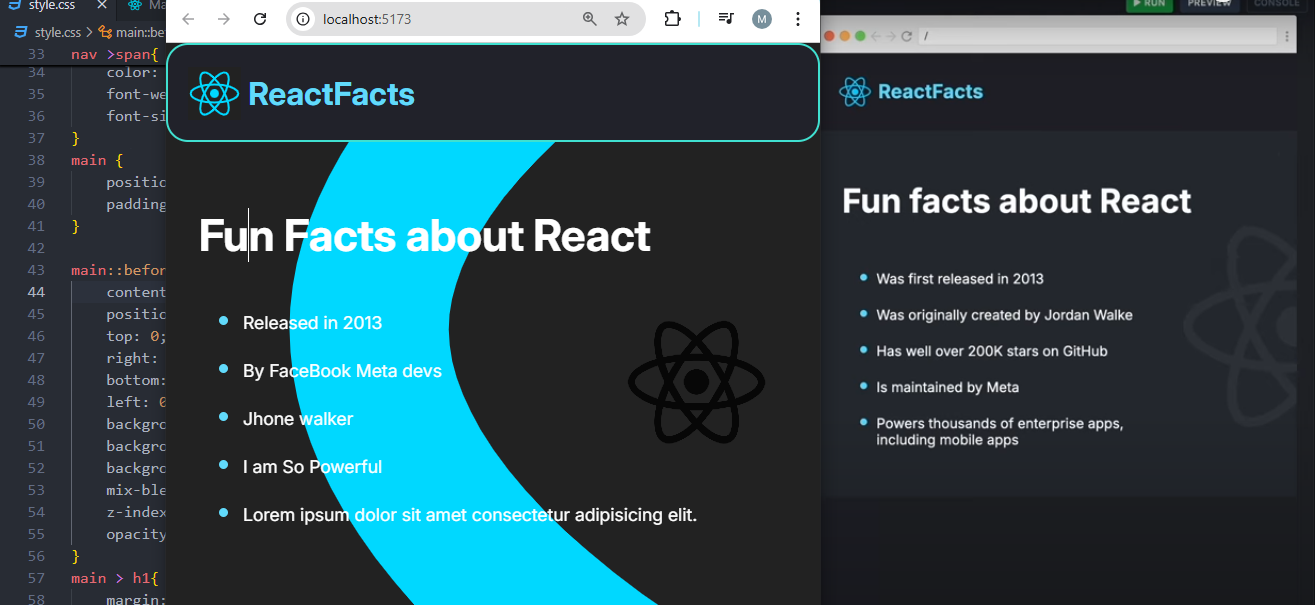 style.css
Ma
style.css > main::be
33 nav >span{
34 color:
35 font-we
36 font-si
37 }
38 main {
39 positio
40 padding
41 }
42
43 main::befor
44 content
45 positio
46 top: 0;
47 right:
48 bottom:
49 left: 0
50 backgro
51 backgro
52 backgro
53 mix-ble
54 z-index
55 opacity
56 }
57 main > h1{
58 margin:
localhost:5173
M
ReactFacts
Fun Facts about React
Released in 2013
By FaceBook Meta devs
Jhone walker
I am So Powerful
Lorem ipsum dolor sit amet consectetur adipisicing elit.
RUN
PREVIEW
CONSOLE
/
ReactFacts
Fun facts about React
Was first released in 2013
Was originally created by Jordan Walke
Has well over 200K stars on GitHub
Is maintained by Meta
Powers thousands of enterprise apps,
including mobile apps